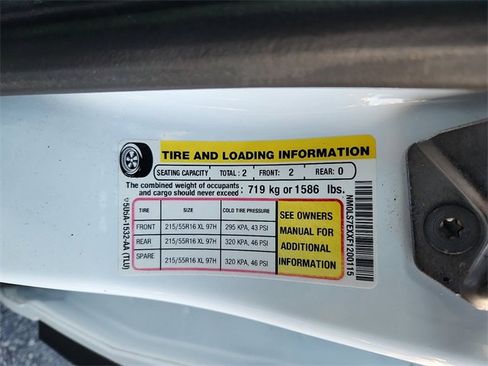 TIRE AND LOADING INFORMATION
SEATING CAPACITY TOTAL: 2 FRONT: 2 REAR: 0
The combined weight of occupants and cargo should never exceed: 719 kg or 1586 lbs.
TIRE SIZE COLD TIRE PRESSURE
FRONT 215/55R16 XL 97H 295 KPA, 43 PSI
REAR 215/55R16 XL 97H 320 KPA, 46 PSI
SPARE 215/55R16 XL 97H 320 KPA, 46 PSI
SEE OWNERS
MANUAL FOR
ADDITIONAL
INFORMATION
NM0LS7EXXF1200115